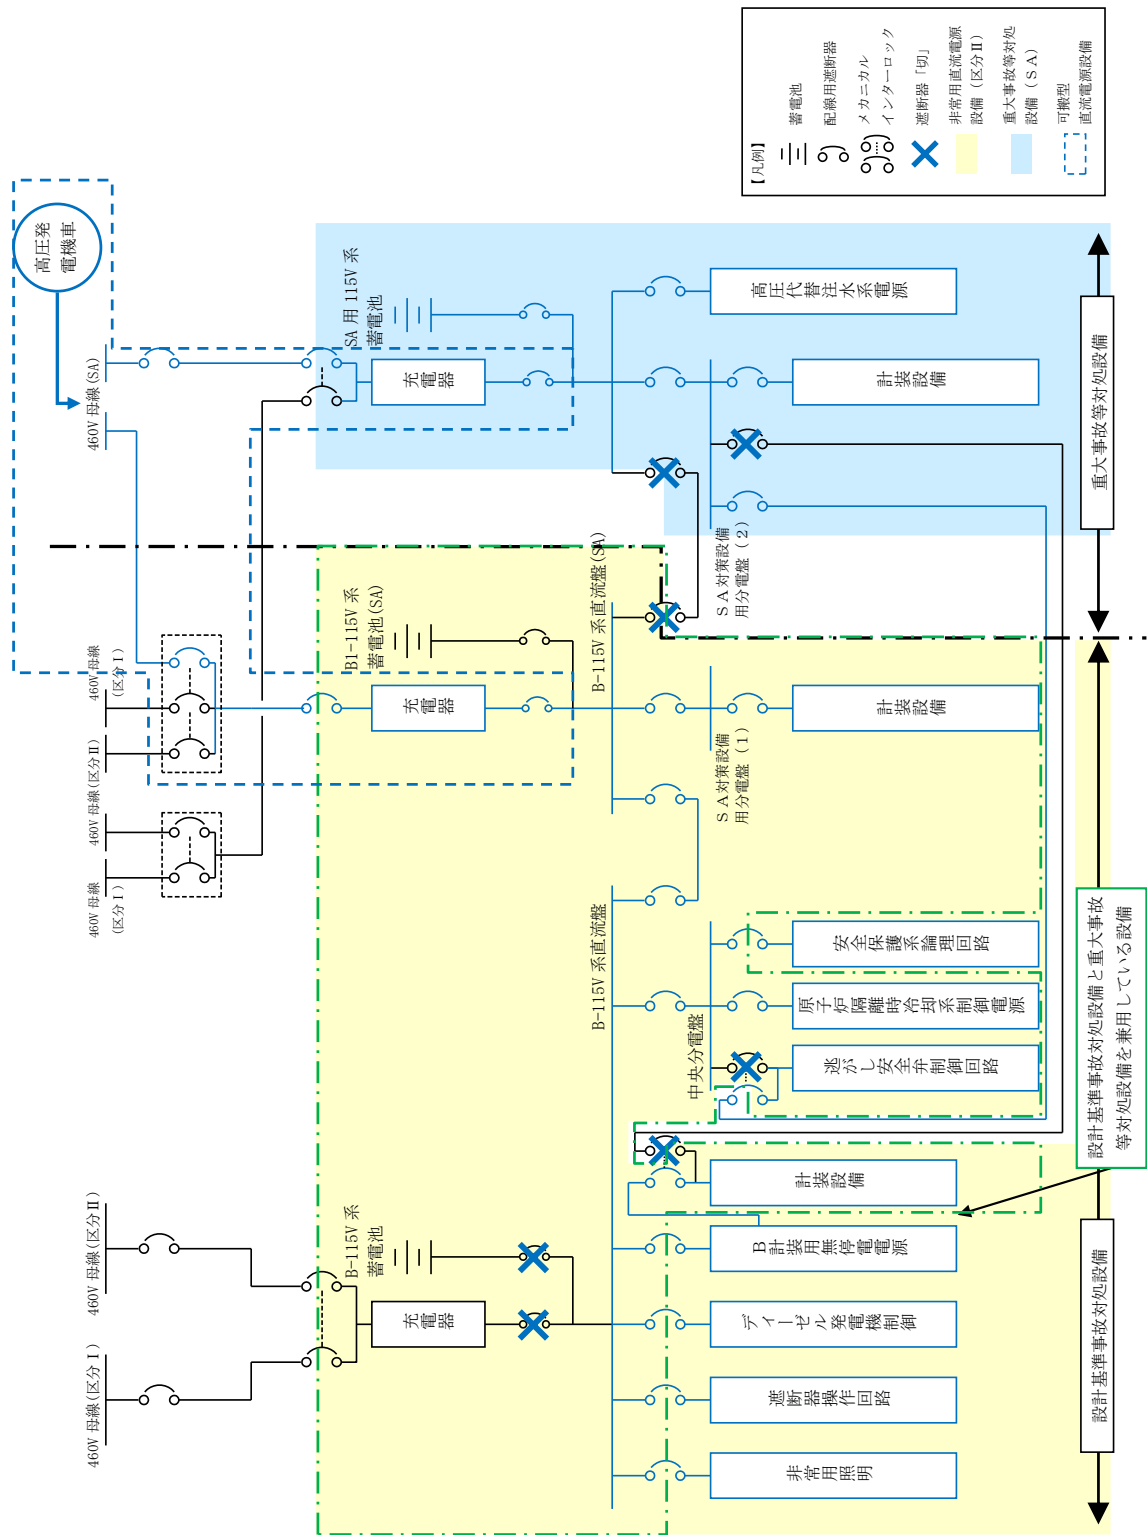 【凡例】
蓄電池
配線用遮断器
メカニカル
インターロック
遮断器「切」
非常用直流電源
設備（区分Ⅱ）
重大事故等対処
設備（ＳＡ）
可搬型
直流電源設備
高圧発
電機車
460V 母線(SA)
SA 用 115V 系
蓄電池
充電器
高圧代替注水系電源
計装設備
重大事故等対処設備
ＳＡ対策設備
用分電盤（２）
460V 母線
(区分Ⅰ)
460V 母線(区分Ⅱ)
460V 母線
(区分Ⅰ)
B1-115V 系
蓄電池(SA)
充電器
B-115V 系直流盤(SA)
計装設備
ＳＡ対策設備
用分電盤（１）
B-115V 系直流盤
中央分電盤
安全保護系論理回路
原子炉隔離時冷却系制御電源
逃がし安全弁制御回路
設計基準事故対処設備と重大事故
等対処設備を兼用している設備
460V 母線(区分Ⅱ)
460V 母線(区分Ⅰ)
B-115V 系
蓄電池
充電器
計装設備
Ｂ計装用無停電電源
ディーゼル発電機制御
遮断器操作回路
非常用照明
設計基準事故対処設備